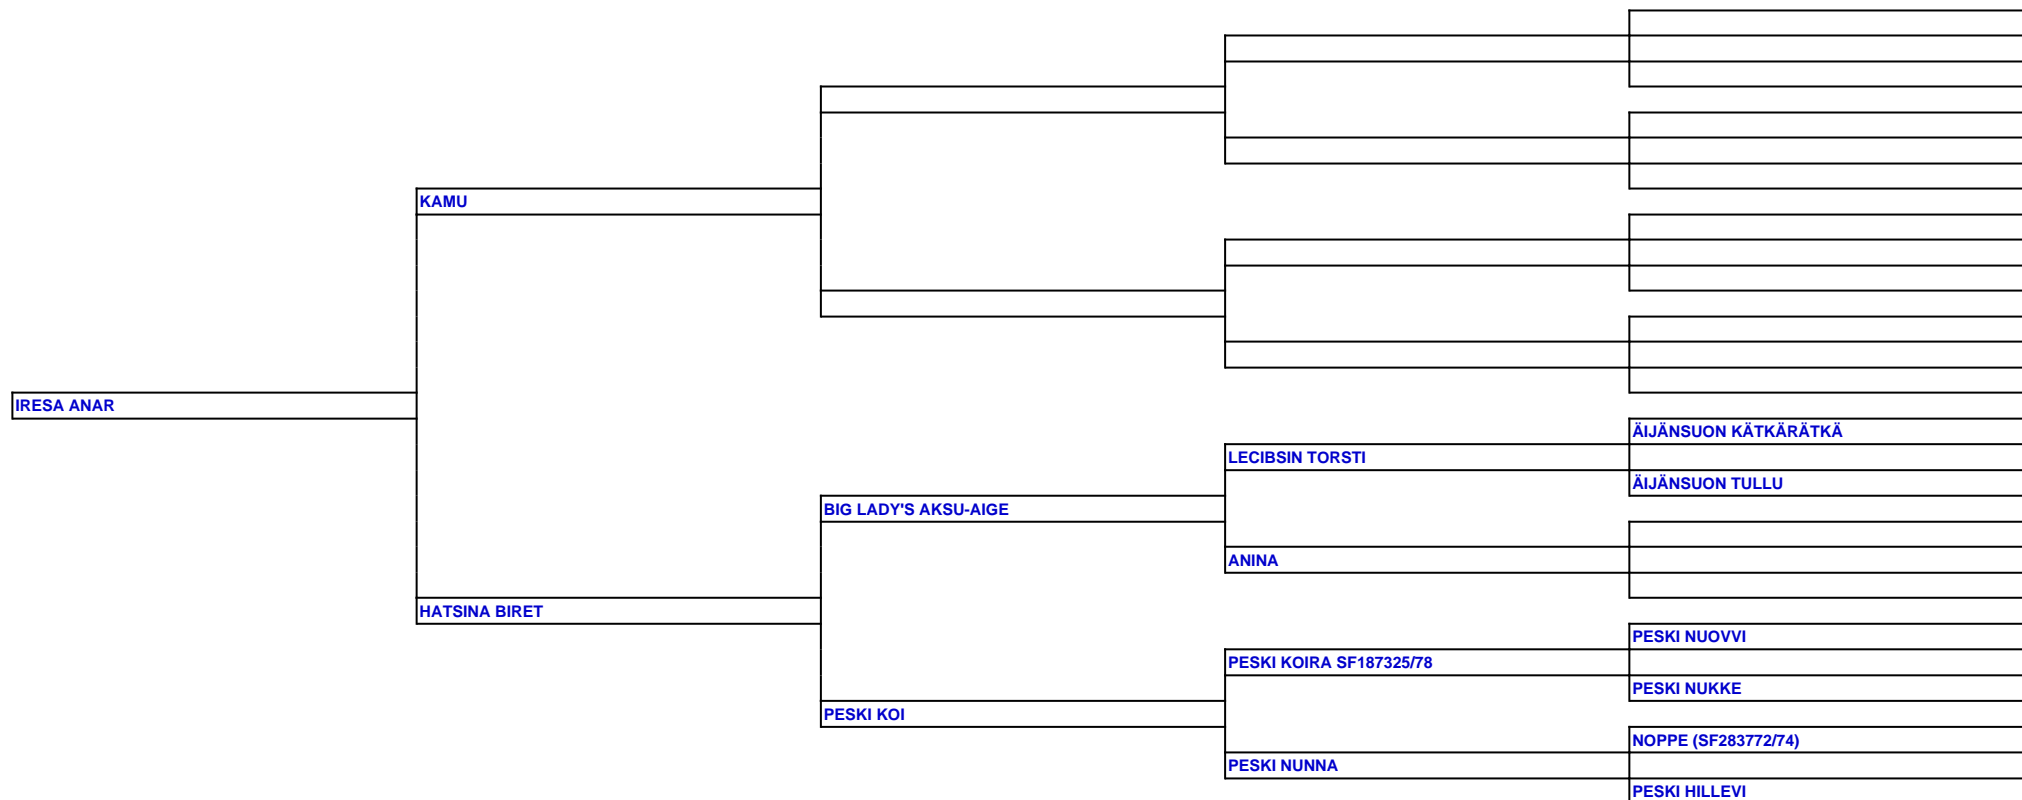 KAMU
IRESA ANAR
ÄIJÄNSUON KÄTKÄRÄTKÄ
LECIBSIN TORSTI
ÄIJÄNSUON TULLU
BIG LADY'S AKSU-AIGE
ANINA
HATSINA BIRET
PESKI NUOVVI
PESKI KOIRA SF187325/78
PESKI NUKKE
PESKI KOI
NOPPE (SF283772/74)
PESKI NUNNA
PESKI HILLEVI